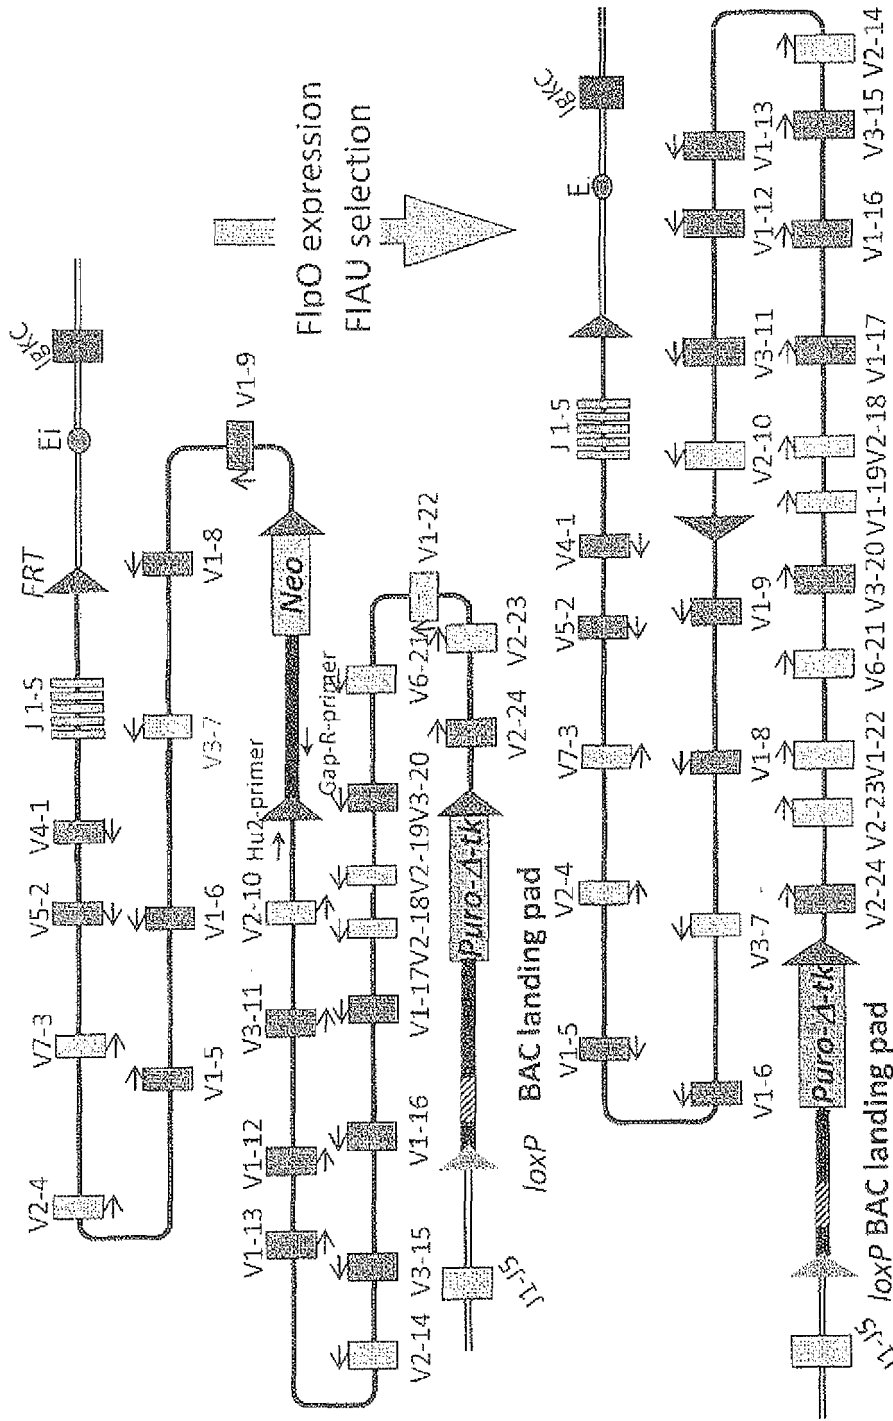 V2-4
V7-3
V5-2
V4-1
J 1-5
FRT
Ei
IgKC
V1-5
V1-6
V3-7
V1-8
V1-9
V1-13
V1-12
V3-11
V2-10
Hu2-primer
Neo
Gap-R-primer
V2-14
V3-15
V1-16
V1-17
V2-18
V2-19
V3-20
V6-21
V1-22
V2-23
V2-24
Puro-Δ-tk
J1-J5
loxP
BAC landing pad
FlpO expression
FIAU selection
V1-5
V2-4
V7-3
V5-2
V4-1
J 1-5
E
IgKC
V1-6
V3-7
V1-8
V1-9
V2-10
V3-11
V1-12
V1-13
V2-24
V2-23
V1-22
V6-21
V3-20
V1-19
V2-18
V1-17
V1-16
V3-15
V2-14
Puro-Δ-tk
J1-J5
loxP BAC landing pad